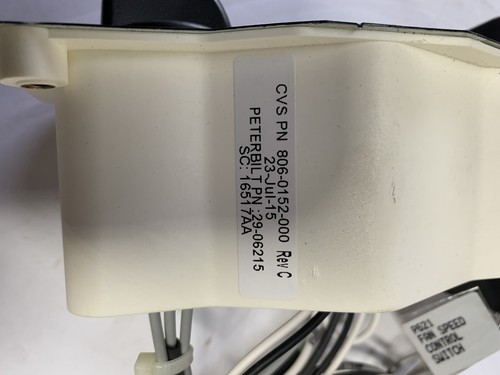 CVS PN 806-0152-000 Rev C
23-Jul-15
PETERBILT PN :29-06215
SC: 16517AA
P621
FAN SPEED
CONTROL
SWITCH